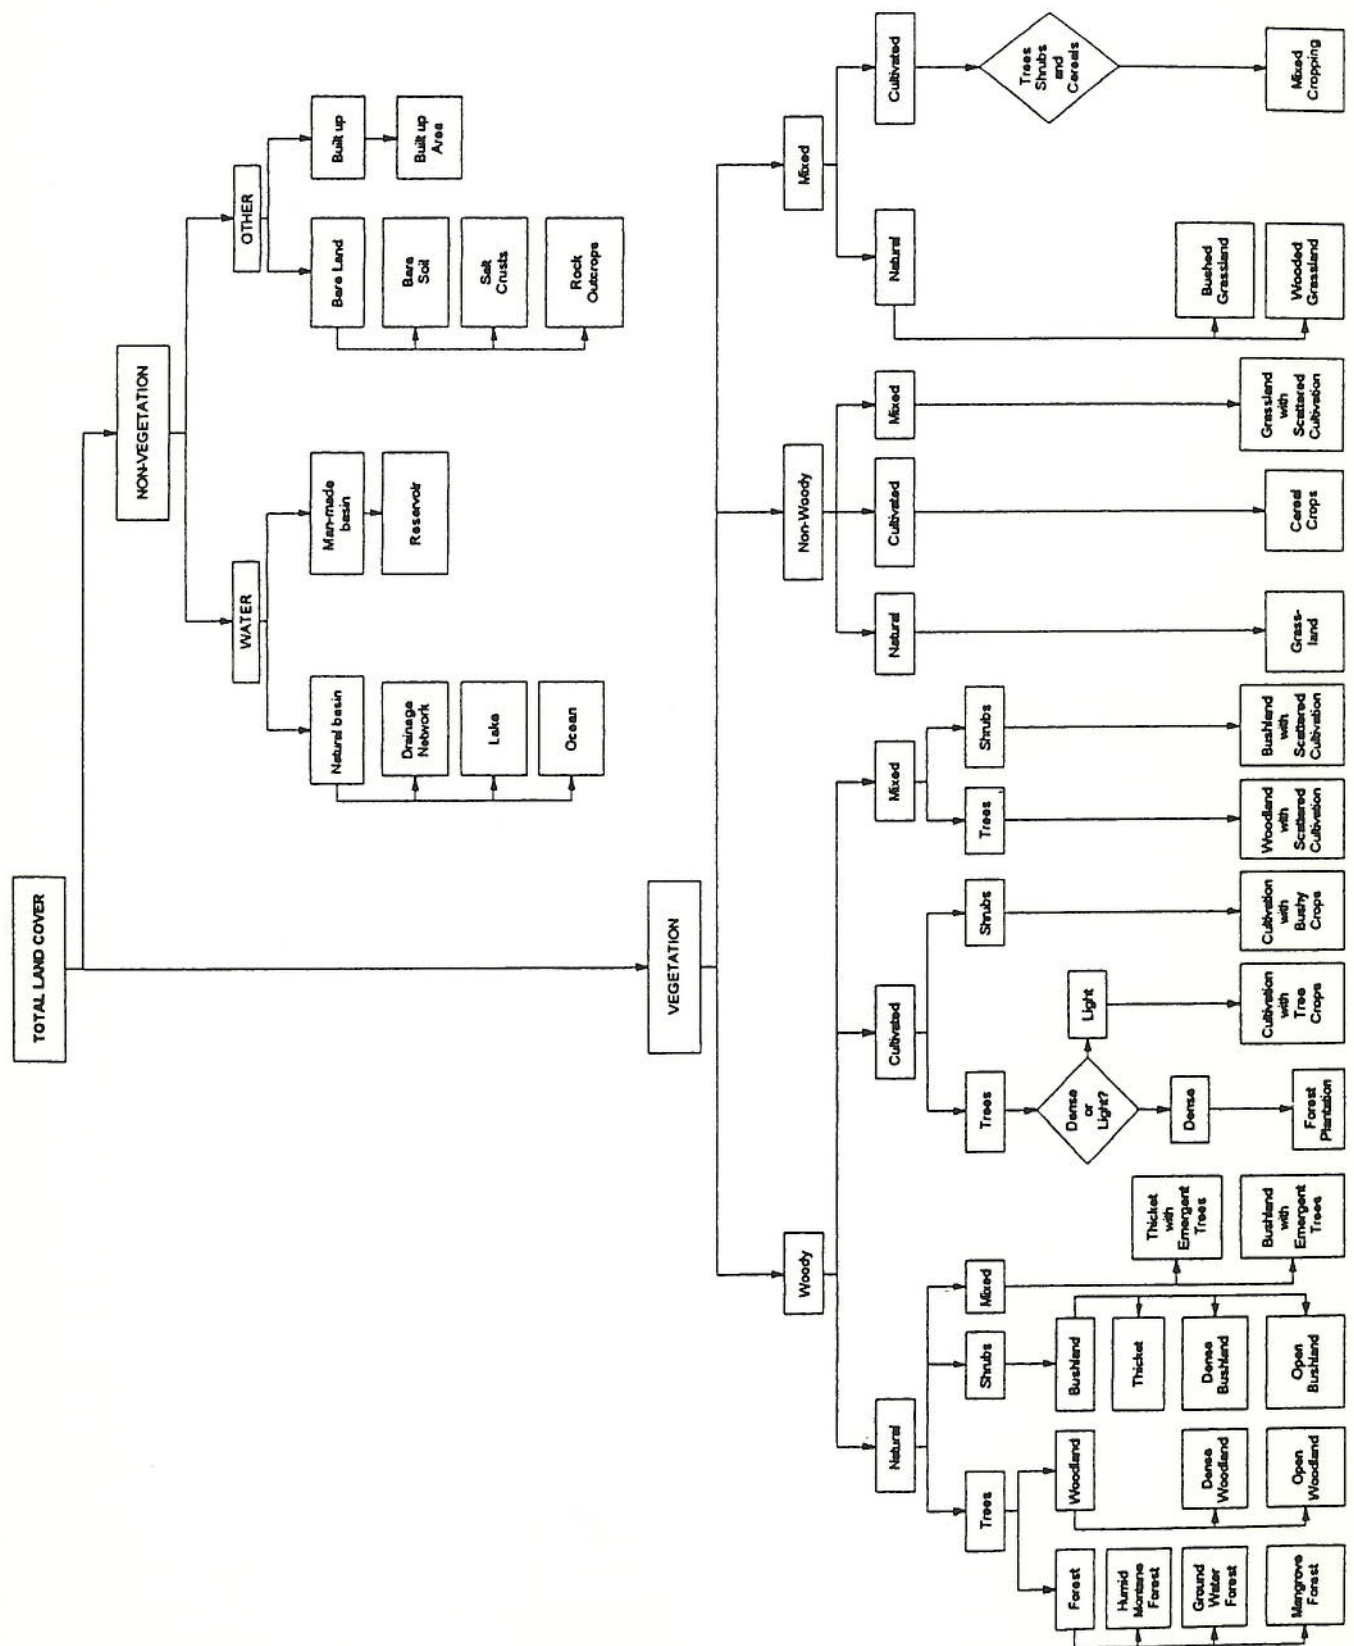 TOTAL LAND COVER
NON-VEGETATION
WATER
OTHER
Natural basin
Man-made
basin
Bare Land
Built up
Drainage
Network
Reservoir
Bare
Soil
Built up
Area
Lake
Salt
Crusts
Ocean
Rock
Outcrops
VEGETATION
Woody
Non-Woody
Mixed
Natural
Cultivated
Mixed
Natural
Cultivated
Mixed
Natural
Cultivated
Trees
Shrubs
Mixed
Trees
Shrubs
Trees
Shrubs
Trees
Shrubs
and
Cereals
Forest
Woodland
Bushland
Dense
or
Light?
Light
Humid
Montane
Forest
Thicket
Thicket
with
Emergent
Trees
Dense
Ground
Water
Forest
Dense
Woodland
Dense
Bushland
Bushed
Grassland
Mangrove
Forest
Open
Woodland
Open
Bushland
Bushland
with
Emergent
Trees
Forest
Plantation
Cultivation
with
Tree
Crops
Cultivation
with
Bushy
Crops
Woodland
with
Scattered
Cultivation
Bushland
with
Scattered
Cultivation
Grass-
land
Cereal
Crops
Grassland
with
Scattered
Cultivation
Wooded
Grassland
Mixed
Cropping